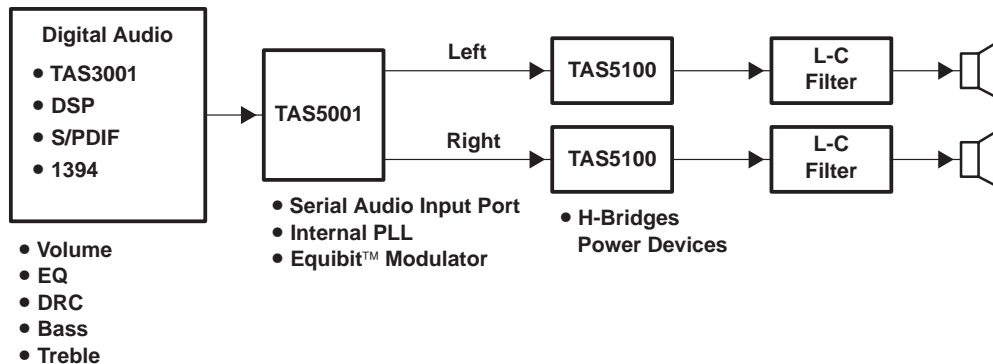 Digital Audio
• TAS3001
• DSP
• S/PDIF
• 1394
• Volume
• EQ
• DRC
• Bass
• Treble
TAS5001
• Serial Audio Input Port
• Internal PLL
• Equibit™ Modulator
Left
Right
TAS5100
TAS5100
• H-Bridges
Power Devices
L-C
Filter
L-C
Filter